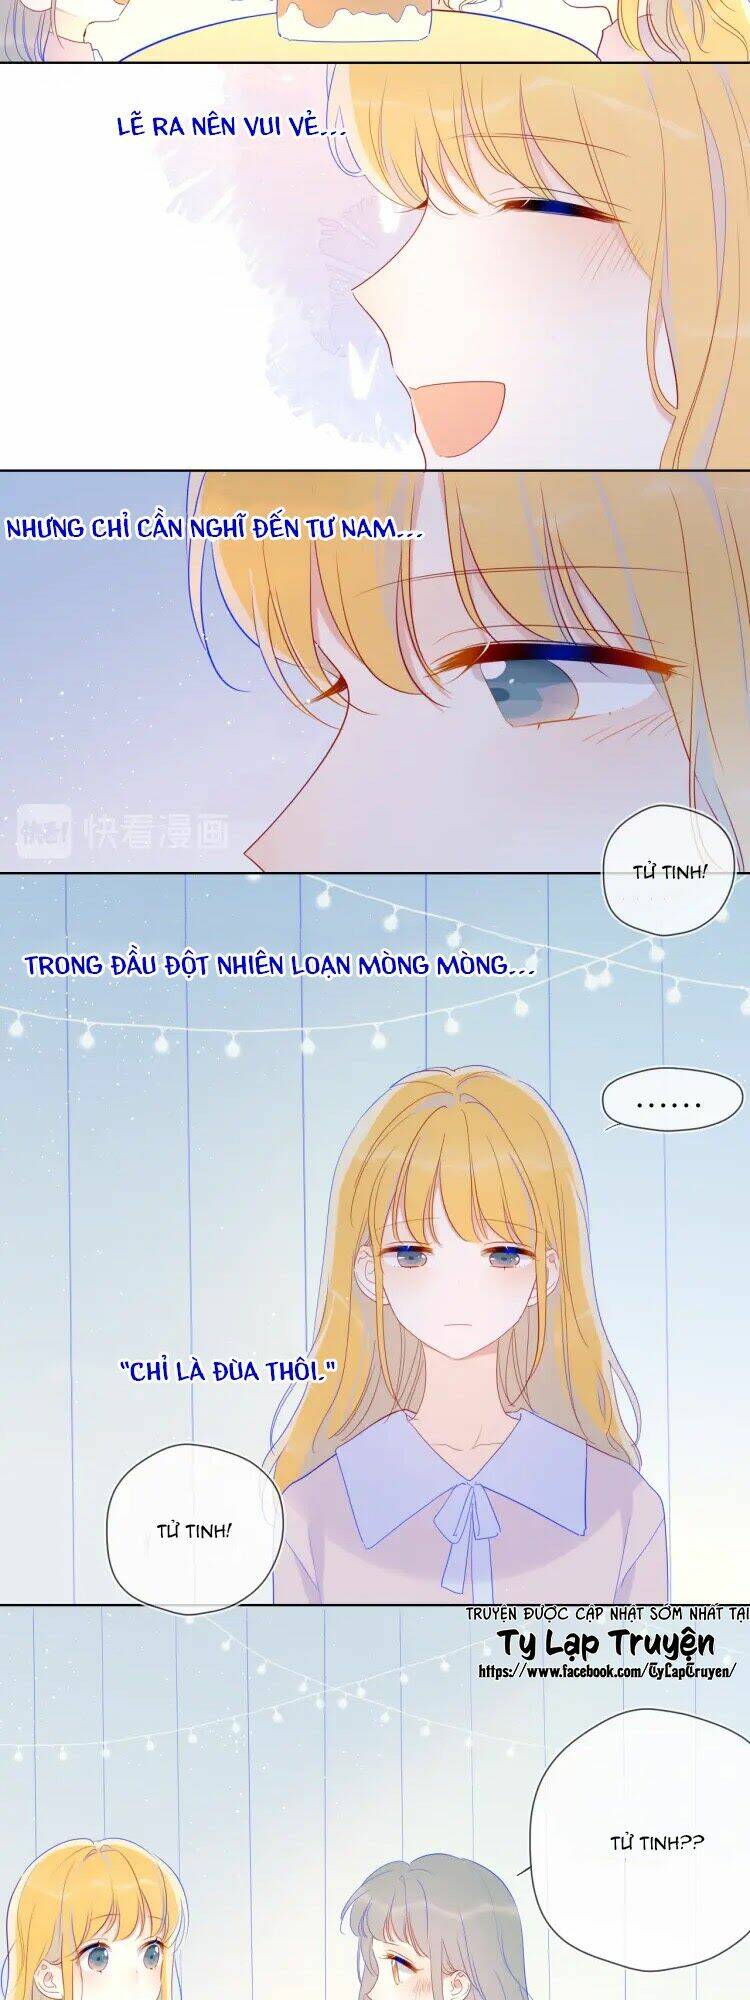 LẼ RA NÊN VUI VẺ...
NHƯNG CHỈ CẦN NGHĨ ĐẾN TƯ NAM...
快看! 快看漫画
TỬ TINH!
TRONG ĐẦU ĐỘT NHIÊN LOẠN MÒNG MÒNG...
......
"CHỈ LÀ ĐÙA THÔI."
TỬ TINH!
TRUYỆN ĐƯỢC CẬP NHẬT SỚM NHẤT TẠI
Ty Lạp Truyện
https://www.facebook.com/TyLapTruyen/
TỬ TINH??